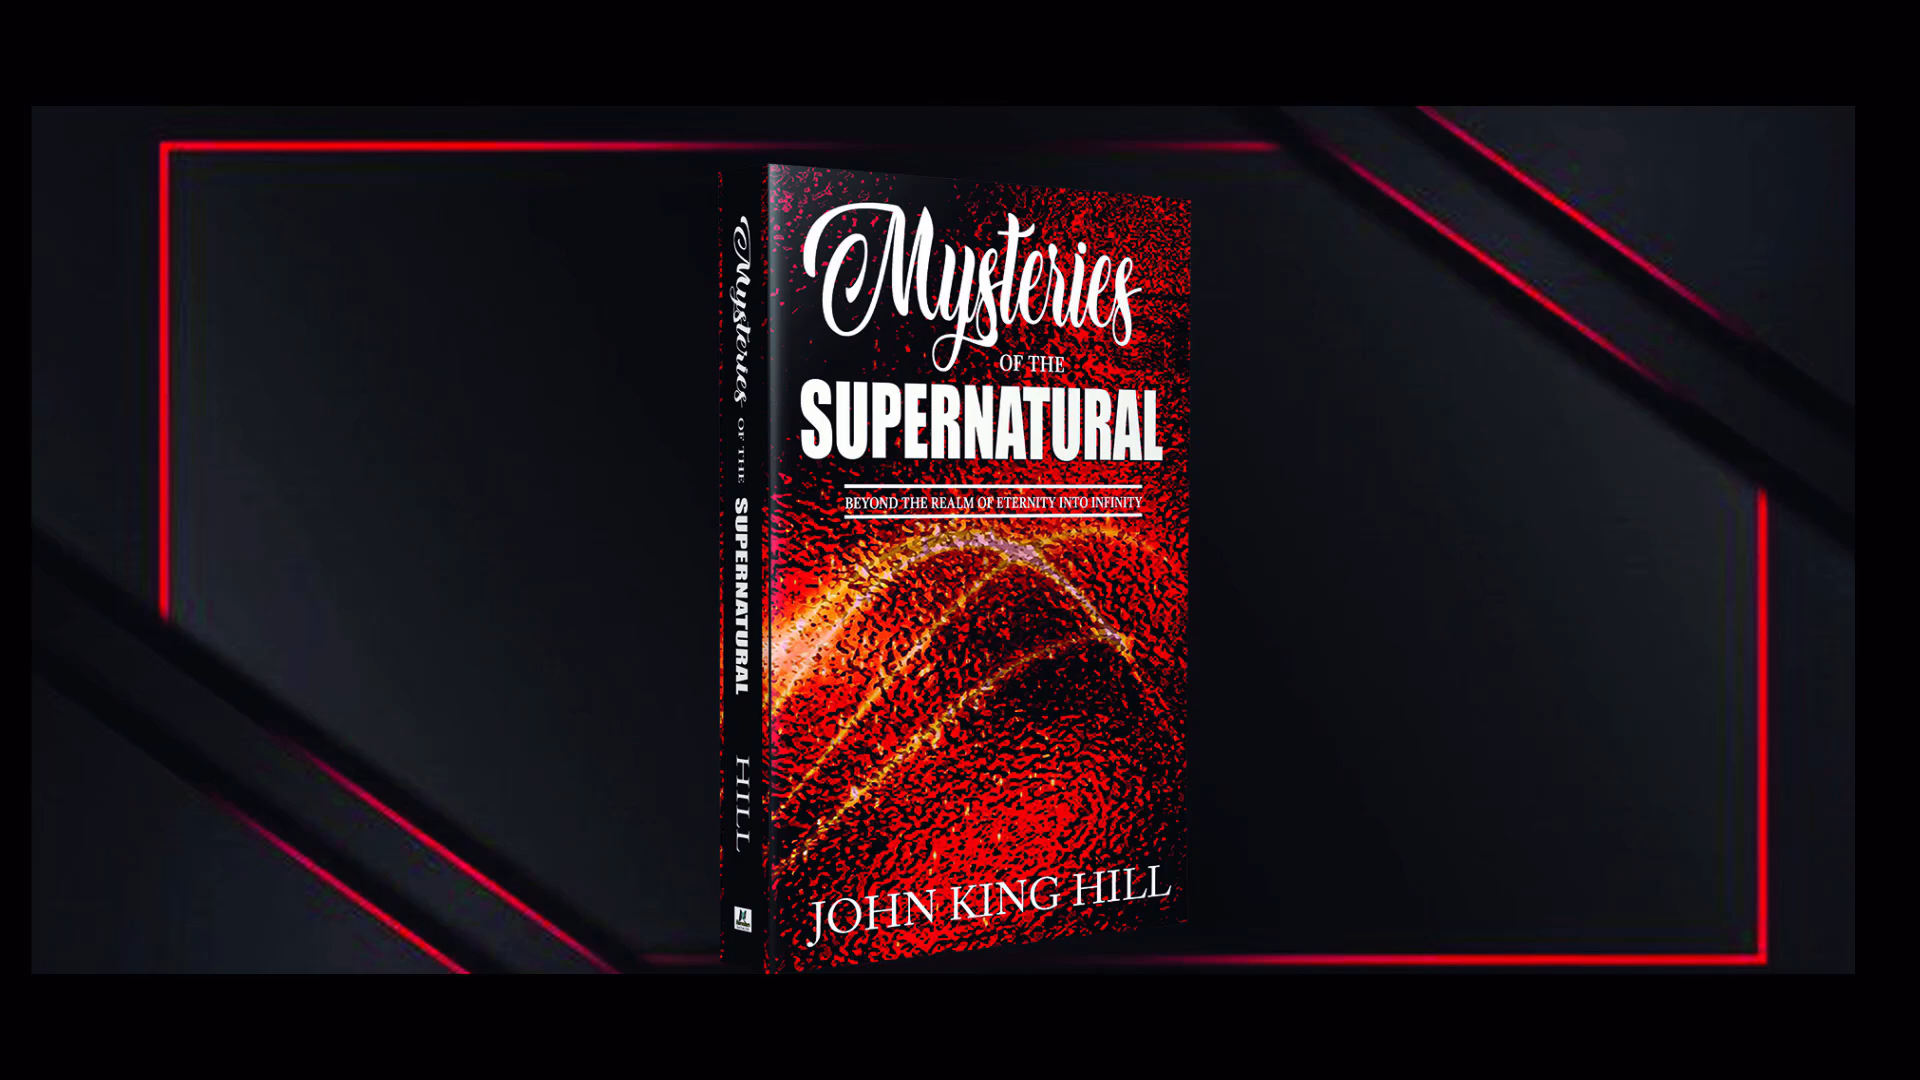 Mysteries
OF THE
SUPERNATURAL
BEYOND THE REALM OF ETERNITY INTO INFINITY
JOHN KING HILL
Mysteries OF THE SUPERNATURAL HILL